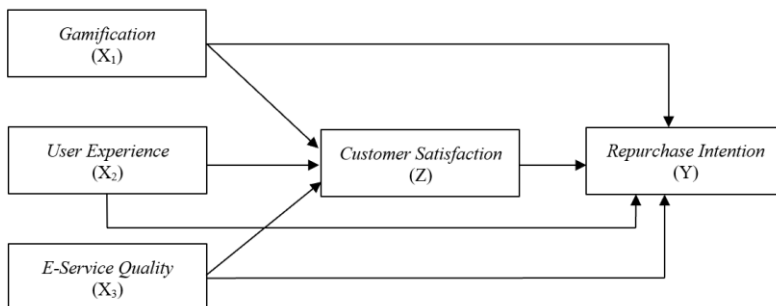 Gamification
(X₁)
User Experience
(X₂)
Customer Satisfaction
(Z)
Repurchase Intention
(Y)
E-Service Quality
(X₃)